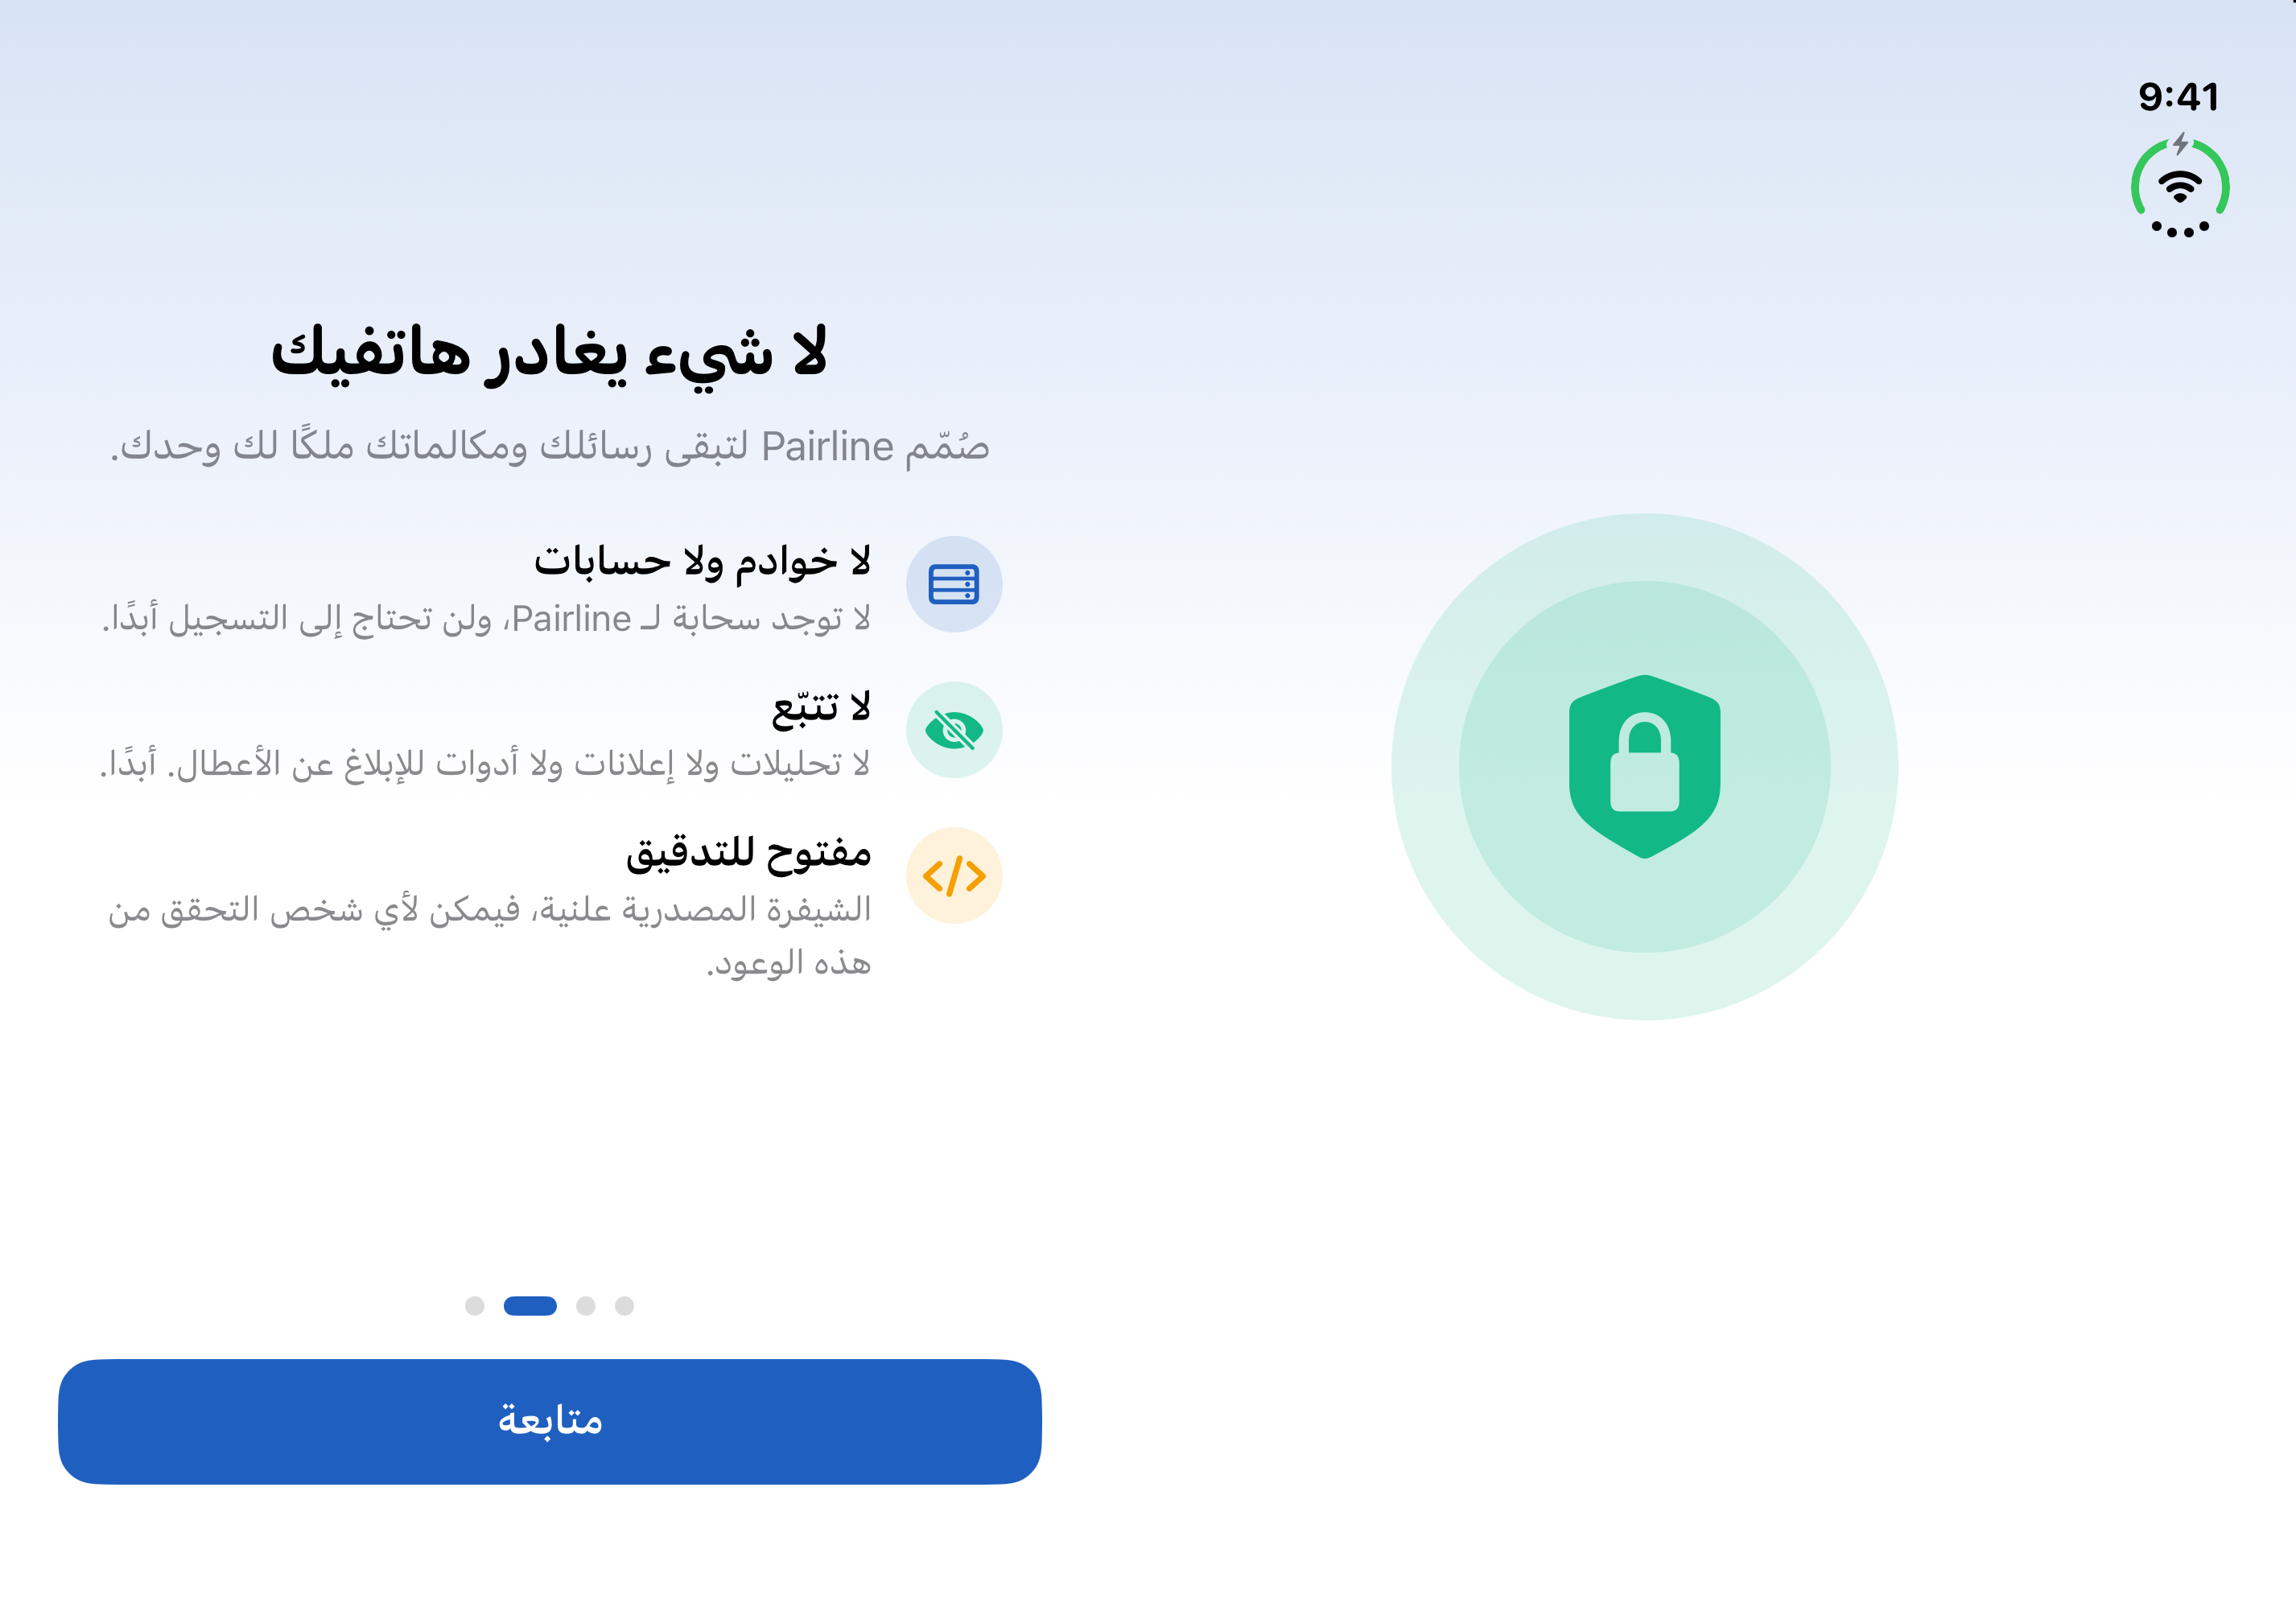 9:41
لا شيء يغادر هاتفيك
صُمّم Pairline لتبقى رسائلك ومكالماتك ملكًا لك وحدك.
لا خوادم ولا حسابات
لا توجد سحابة لـ Pairline، ولن تحتاج إلى التسجيل أبدًا.
لا تتبّع
لا تحليلات ولا إعلانات ولا أدوات للإبلاغ عن الأعطال. أبدًا.
مفتوح للتدقيق
الشيفرة المصدرية علنية، فيمكن لأي شخص التحقق من
هذه الوعود.
متابعة